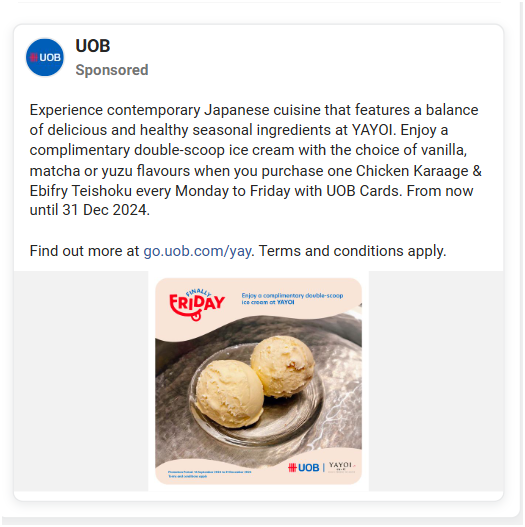 UOB
UOB
Sponsored
Experience contemporary Japanese cuisine that features a balance
of delicious and healthy seasonal ingredients at YAYOI. Enjoy a
complimentary double-scoop ice cream with the choice of vanilla,
matcha or yuzu flavours when you purchase one Chicken Karaage &
Ebifry Teishoku every Monday to Friday with UOB Cards. From now
until 31 Dec 2024.
Find out more at go.uob.com/yay. Terms and conditions apply.
FINALLY
FRIDAY
Enjoy a complimentary double-scoop
ice cream at YAYOI
UOB | YAYOI
Terms and conditions apply.